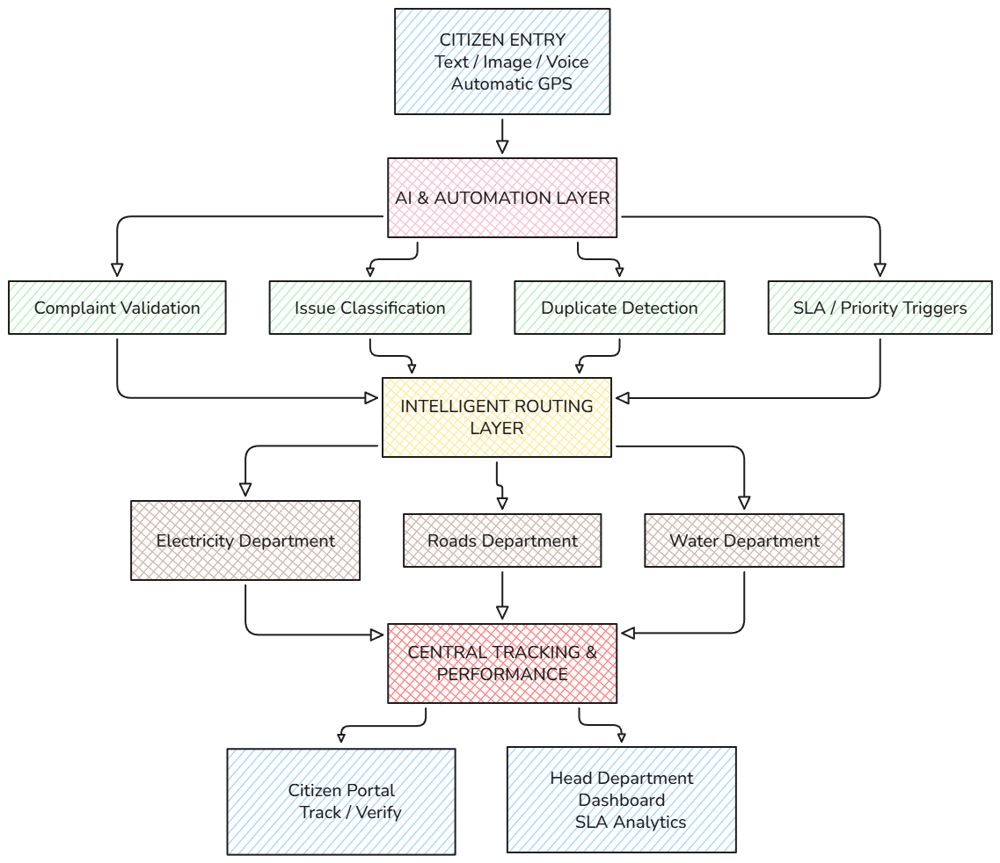 CITIZEN ENTRY
Text / Image / Voice
Automatic GPS
AI & AUTOMATION LAYER
Complaint Validation
Issue Classification
Duplicate Detection
SLA / Priority Triggers
INTELLIGENT ROUTING
LAYER
Electricity Department
Roads Department
Water Department
CENTRAL TRACKING &
PERFORMANCE
Citizen Portal
Track / Verify
Head Department
Dashboard
SLA Analytics